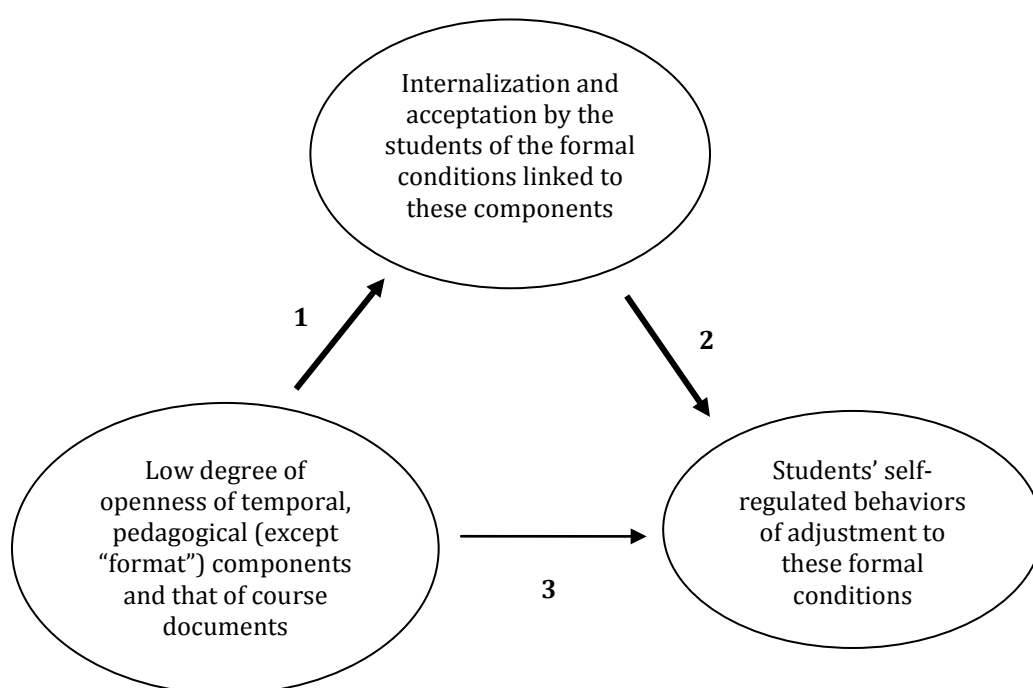 Internalization and
acceptation by the
students of the formal
conditions linked to
these components
1
2
Low degree of
openness of temporal,
pedagogical (except
“format”) components
and that of course
documents
Students’ self-
regulated behaviors
of adjustment to
these formal
conditions
3